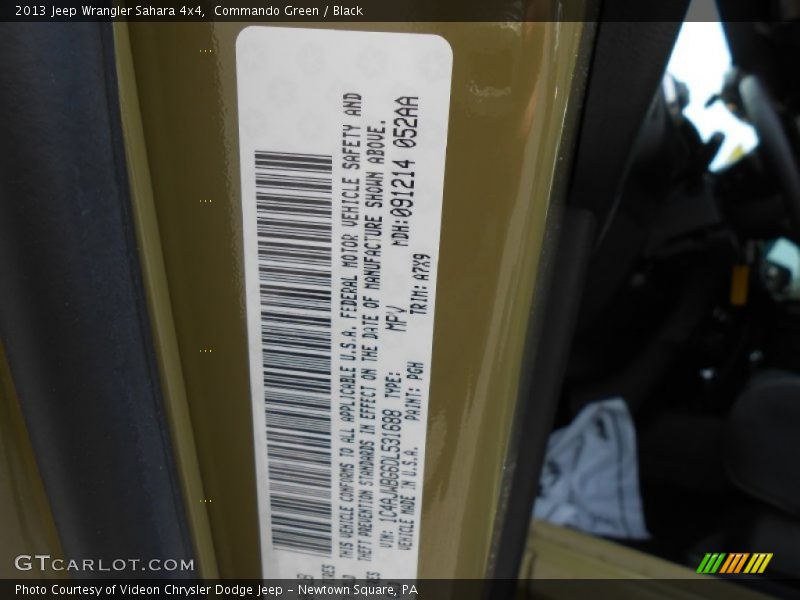 2013 Jeep Wrangler Sahara 4x4, Commando Green / Black
THIS VEHICLE CONFORMS TO ALL APPLICABLE U.S.A. FEDERAL MOTOR VEHICLE SAFETY AND
THEFT PREVENTION STANDARDS IN EFFECT ON THE DATE OF MANUFACTURE SHOWN ABOVE.
VIN: 1C4AJWBG6DL531688 TYPE: MPV MDH: 091214 052AA
VEHICLE MADE IN U.S.A. PAINT: PGH TRIM: A7X9
GTCARLOT.COM
Photo Courtesy of Videon Chrysler Dodge Jeep - Newtown Square, PA